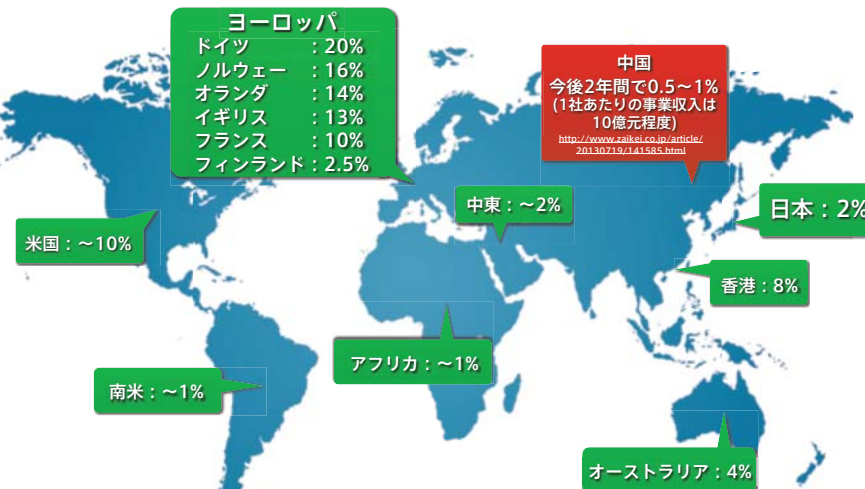 ヨーロッパ
ドイツ : 20%
ノルウェー : 16%
オランダ : 14%
イギリス : 13%
フランス : 10%
フィンランド : 2.5%
中国
今後2年間で0.5～1%
(1社あたりの事業収入は
10億元程度)
http://www.zaikei.co.jp/article/
20130719/141585.html
中東：～2%
日本：2%
米国：～10%
香港：8%
アフリカ：～1%
南米：～1%
オーストラリア：4%